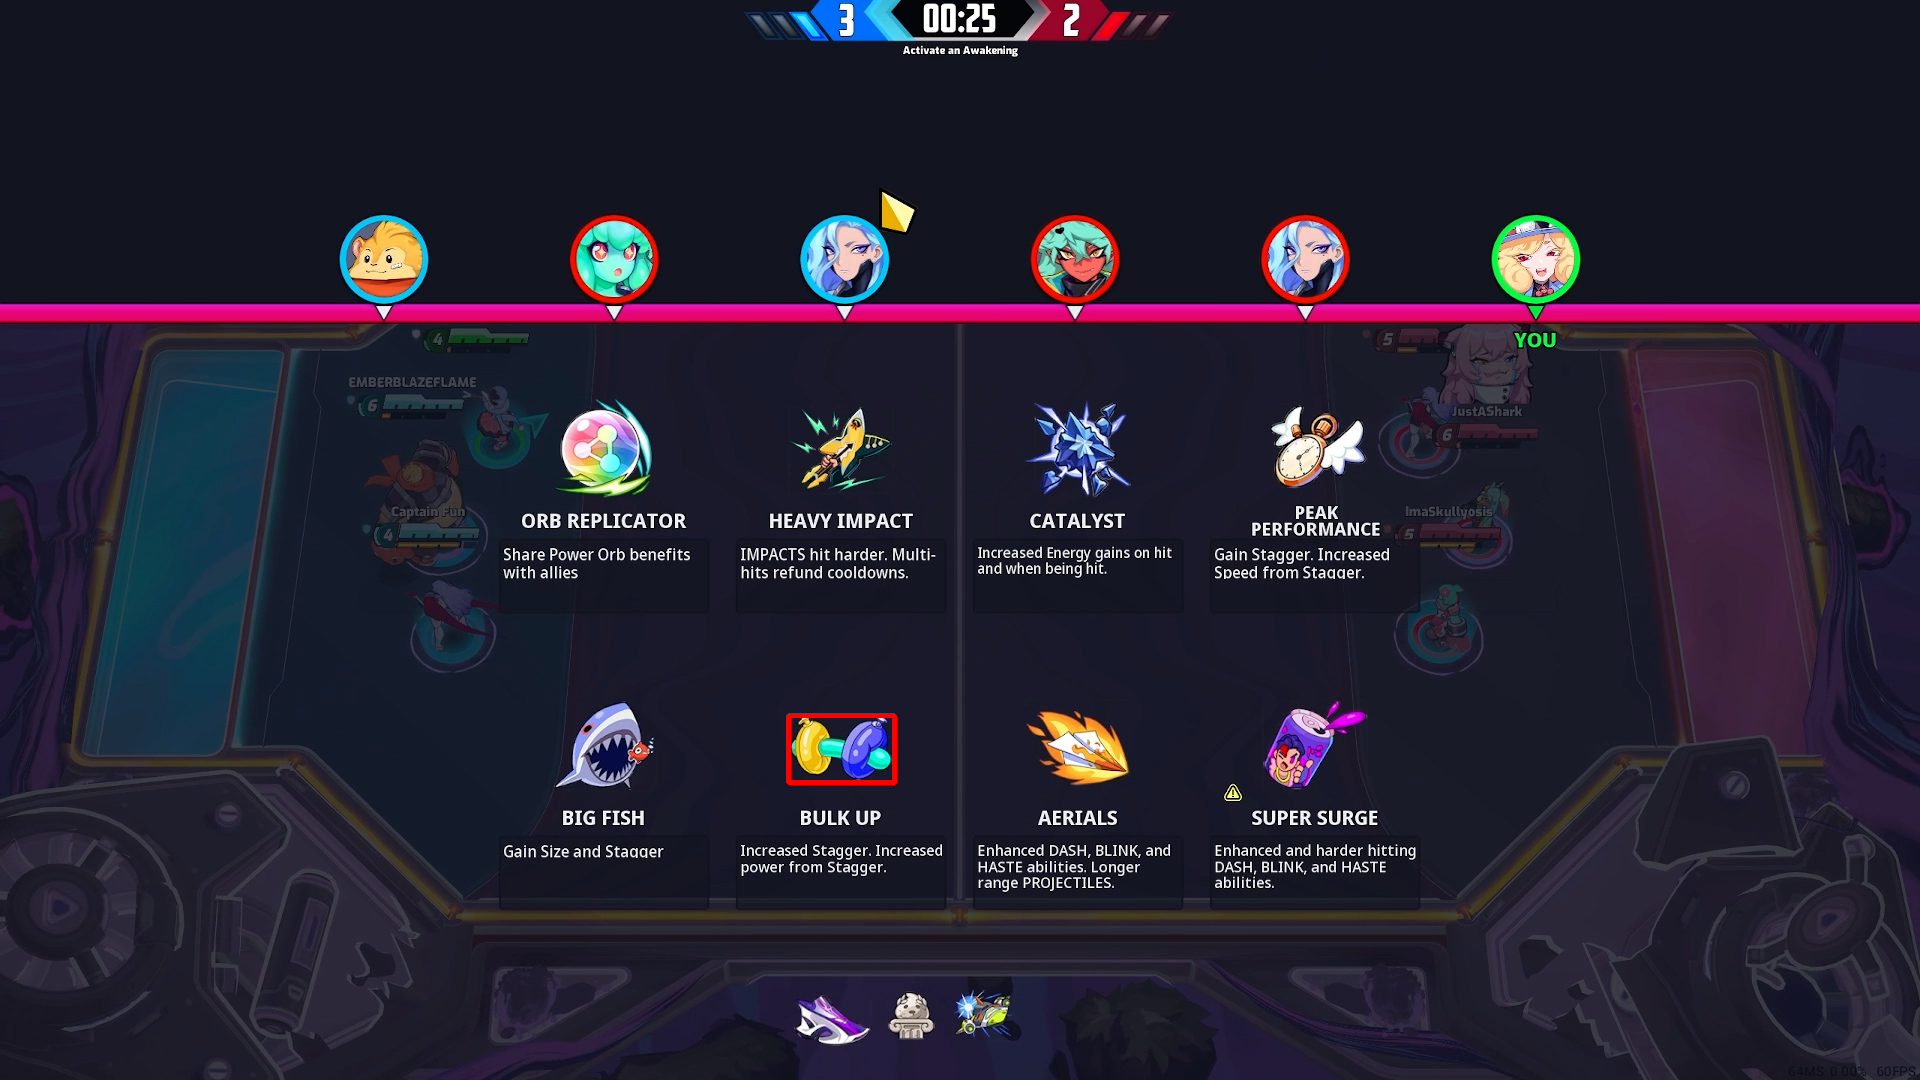 3
00:25
2
Activate an Awakening
YOU
4
5
EMBERBLAZEFLAME
6
JustAShark
6
Captain Fun
4
ImaSkullyosis
5
ORB REPLICATOR
Share Power Orb benefits
with allies
HEAVY IMPACT
IMPACTS hit harder. Multi-
hits refund cooldowns.
CATALYST
Increased Energy gains on hit
and when being hit.
PEAK
PERFORMANCE
Gain Stagger. Increased
Speed from Stagger.
BIG FISH
Gain Size and Stagger
BULK UP
Increased Stagger. Increased
power from Stagger.
AERIALS
Enhanced DASH, BLINK, and
HASTE abilities. Longer
range PROJECTILES.
SUPER SURGE
Enhanced and harder hitting
DASH, BLINK, and HASTE
abilities.
64MS 0.00% 60FPS